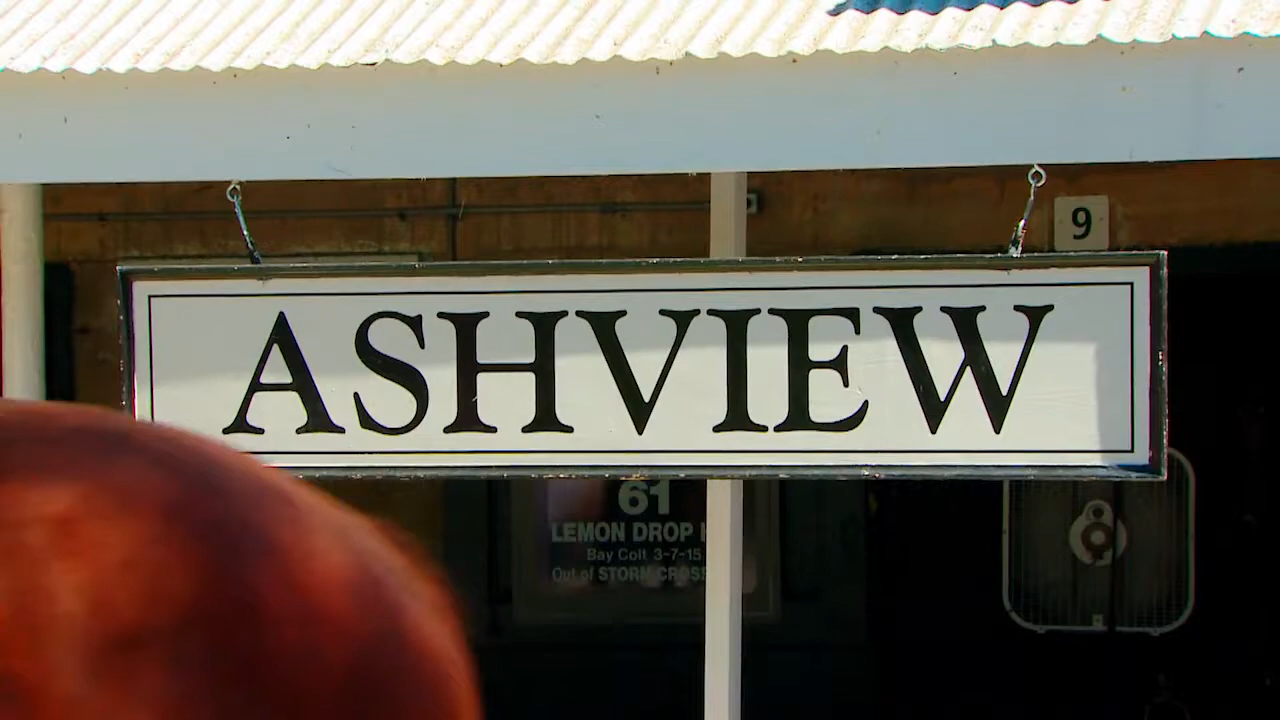 9
ASHVIEW
61
LEMON DROP
Bay Colt 3-7-15
Out of STORM CROSS